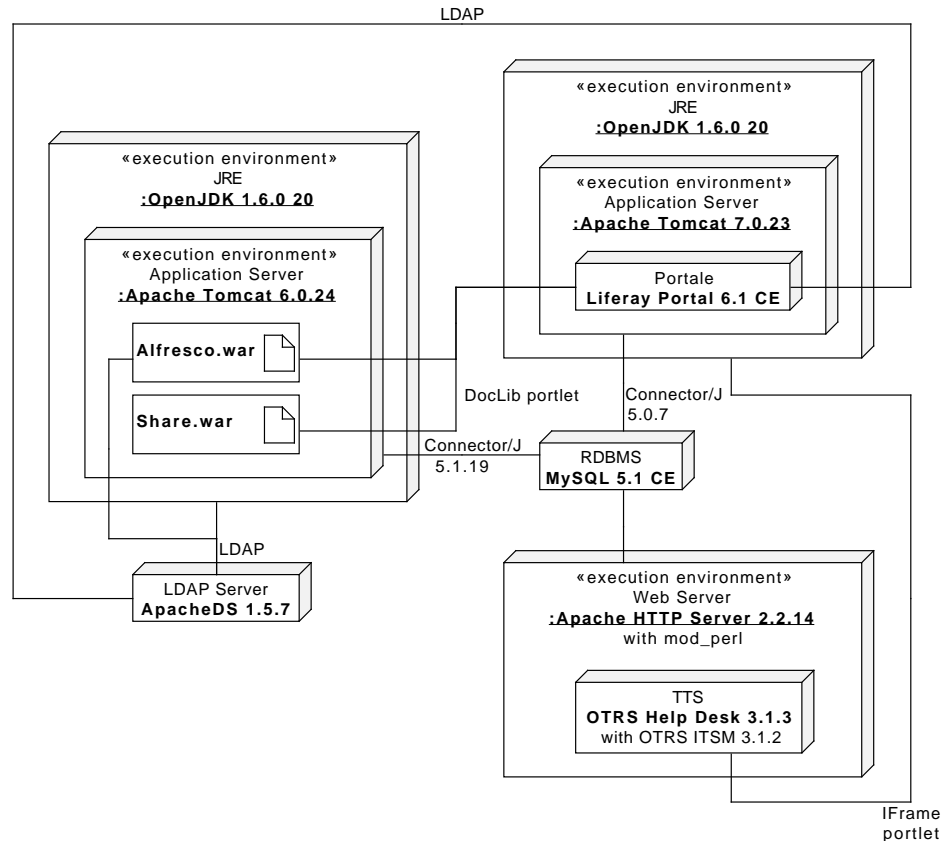 LDAP
«execution environment»
JRE
:OpenJDK 1.6.0 20
«execution environment»
Application Server
:Apache Tomcat 7.0.23
Portale
Liferay Portal 6.1 CE
«execution environment»
JRE
:OpenJDK 1.6.0 20
«execution environment»
Application Server
:Apache Tomcat 6.0.24
Alfresco.war
Share.war
DocLib portlet
Connector/J
5.0.7
Connector/J
5.1.19
RDBMS
MySQL 5.1 CE
LDAP
LDAP Server
ApacheDS 1.5.7
«execution environment»
Web Server
:Apache HTTP Server 2.2.14
with mod_perl
TTS
OTRS Help Desk 3.1.3
with OTRS ITSM 3.1.2
IFrame
portlet